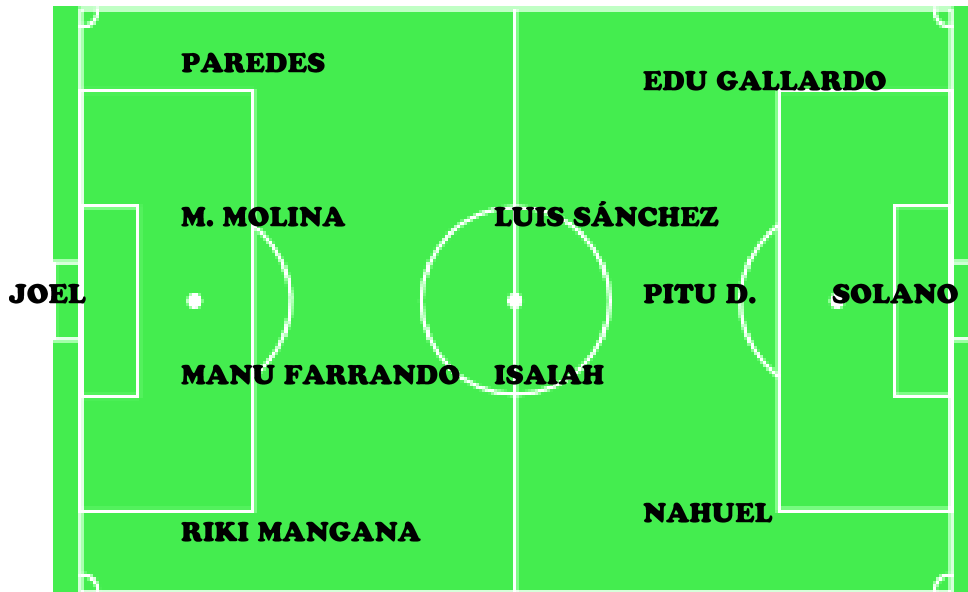 PAREDES
EDU GALLARDO
M. MOLINA
LUIS SÁNCHEZ
JOEL
PITU D.
SOLANO
MANU FARRANDO
ISAIAH
NAHUEL
RIKI MANGANA